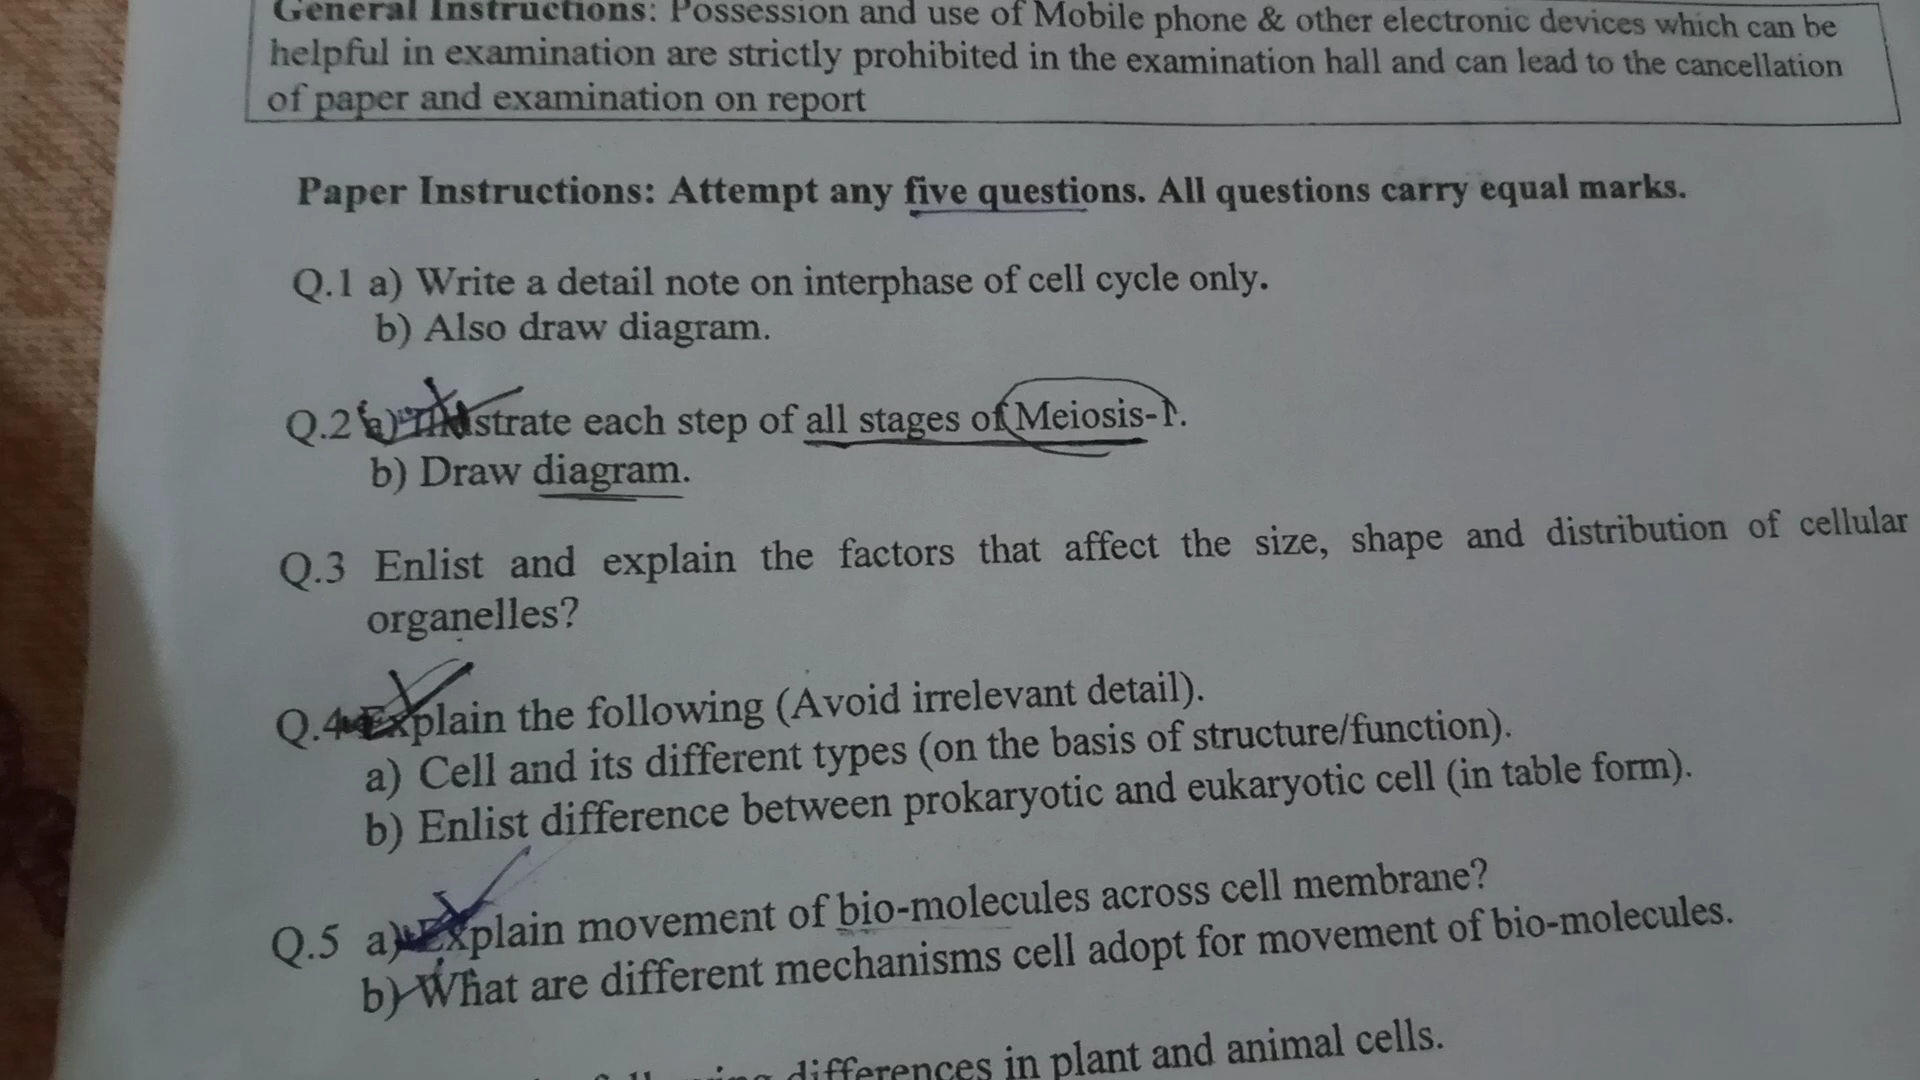 General Instructions: Possession and use of Mobile phone & other electronic devices which can be
helpful in examination are strictly prohibited in the examination hall and can lead to the cancellation
of paper and examination on report
Paper Instructions: Attempt any five questions. All questions carry equal marks.
Q.1 a) Write a detail note on interphase of cell cycle only.
b) Also draw diagram.
Q.2 a) Illustrate each step of all stages of Meiosis-I.
b) Draw diagram.
Q.3 Enlist and explain the factors that affect the size, shape and distribution of cellular
organelles?
Q.4 Explain the following (Avoid irrelevant detail).
a) Cell and its different types (on the basis of structure/function).
b) Enlist difference between prokaryotic and eukaryotic cell (in table form).
Q.5 a) Explain movement of bio-molecules across cell membrane?
b) What are different mechanisms cell adopt for movement of bio-molecules.
differences in plant and animal cells.